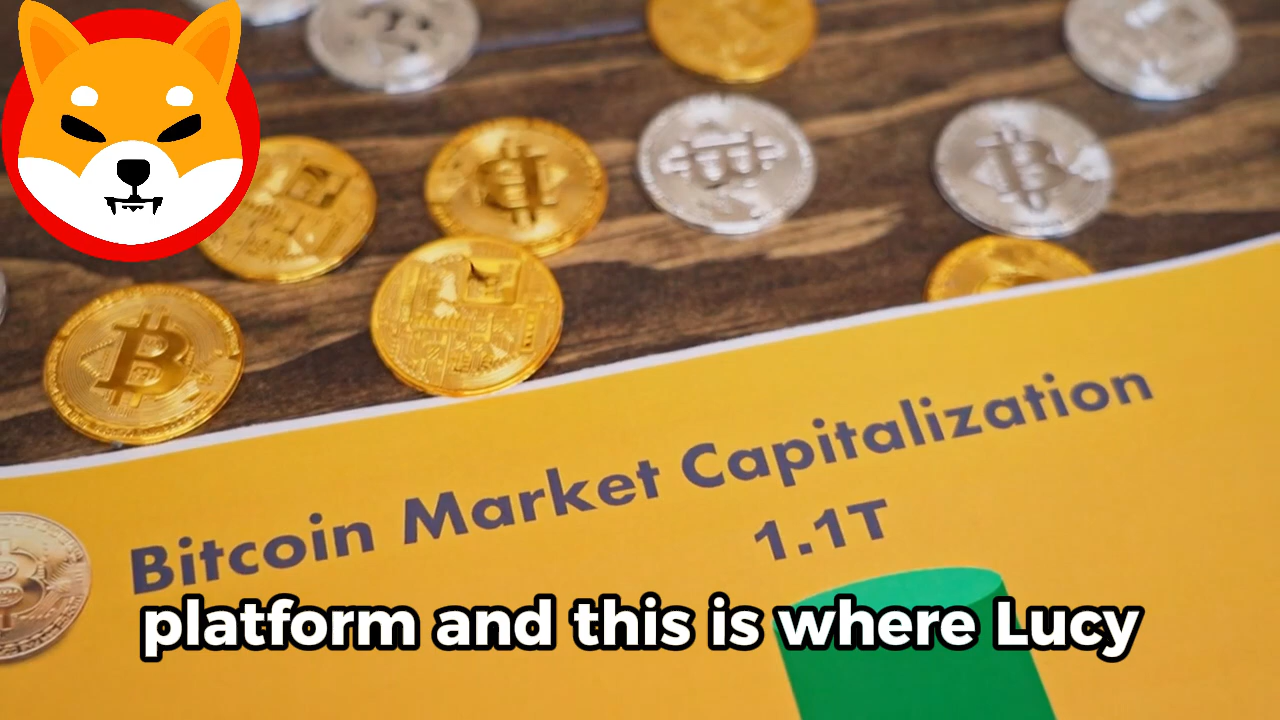 Bitcoin Market Capitalization
1.1T
platform and this is where Lucy